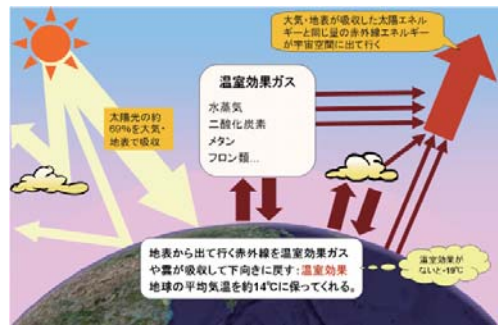 大気・地表が吸収した太陽エネル
ギーと同じ量の赤外線エネルギー
が宇宙空間に出て行く
温室効果ガス
水蒸気
二酸化炭素
メタン
フロン類…
太陽光の約
69%を大気・
地表で吸収
地表から出て行く赤外線を温室効果ガス
や雲が吸収して下向きに戻す：温室効果
地球の平均気温を約14℃に保ってくれる。
温室効果が
ないと-19℃